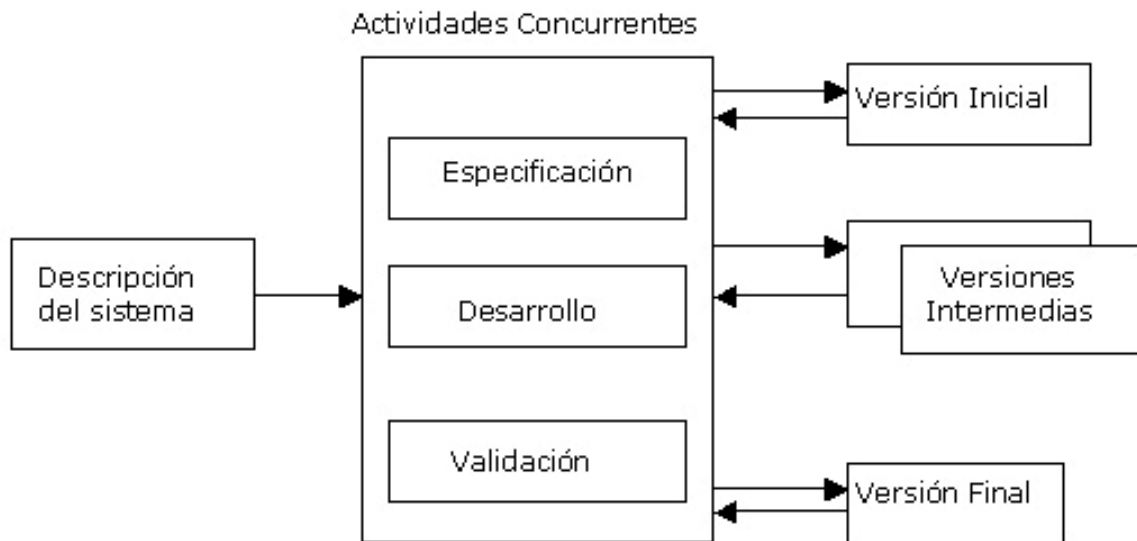 Actividades Concurrentes
Versión Inicial
Especificación
Descripción
del sistema
Desarrollo
Versiones
Intermedias
Validación
Versión Final